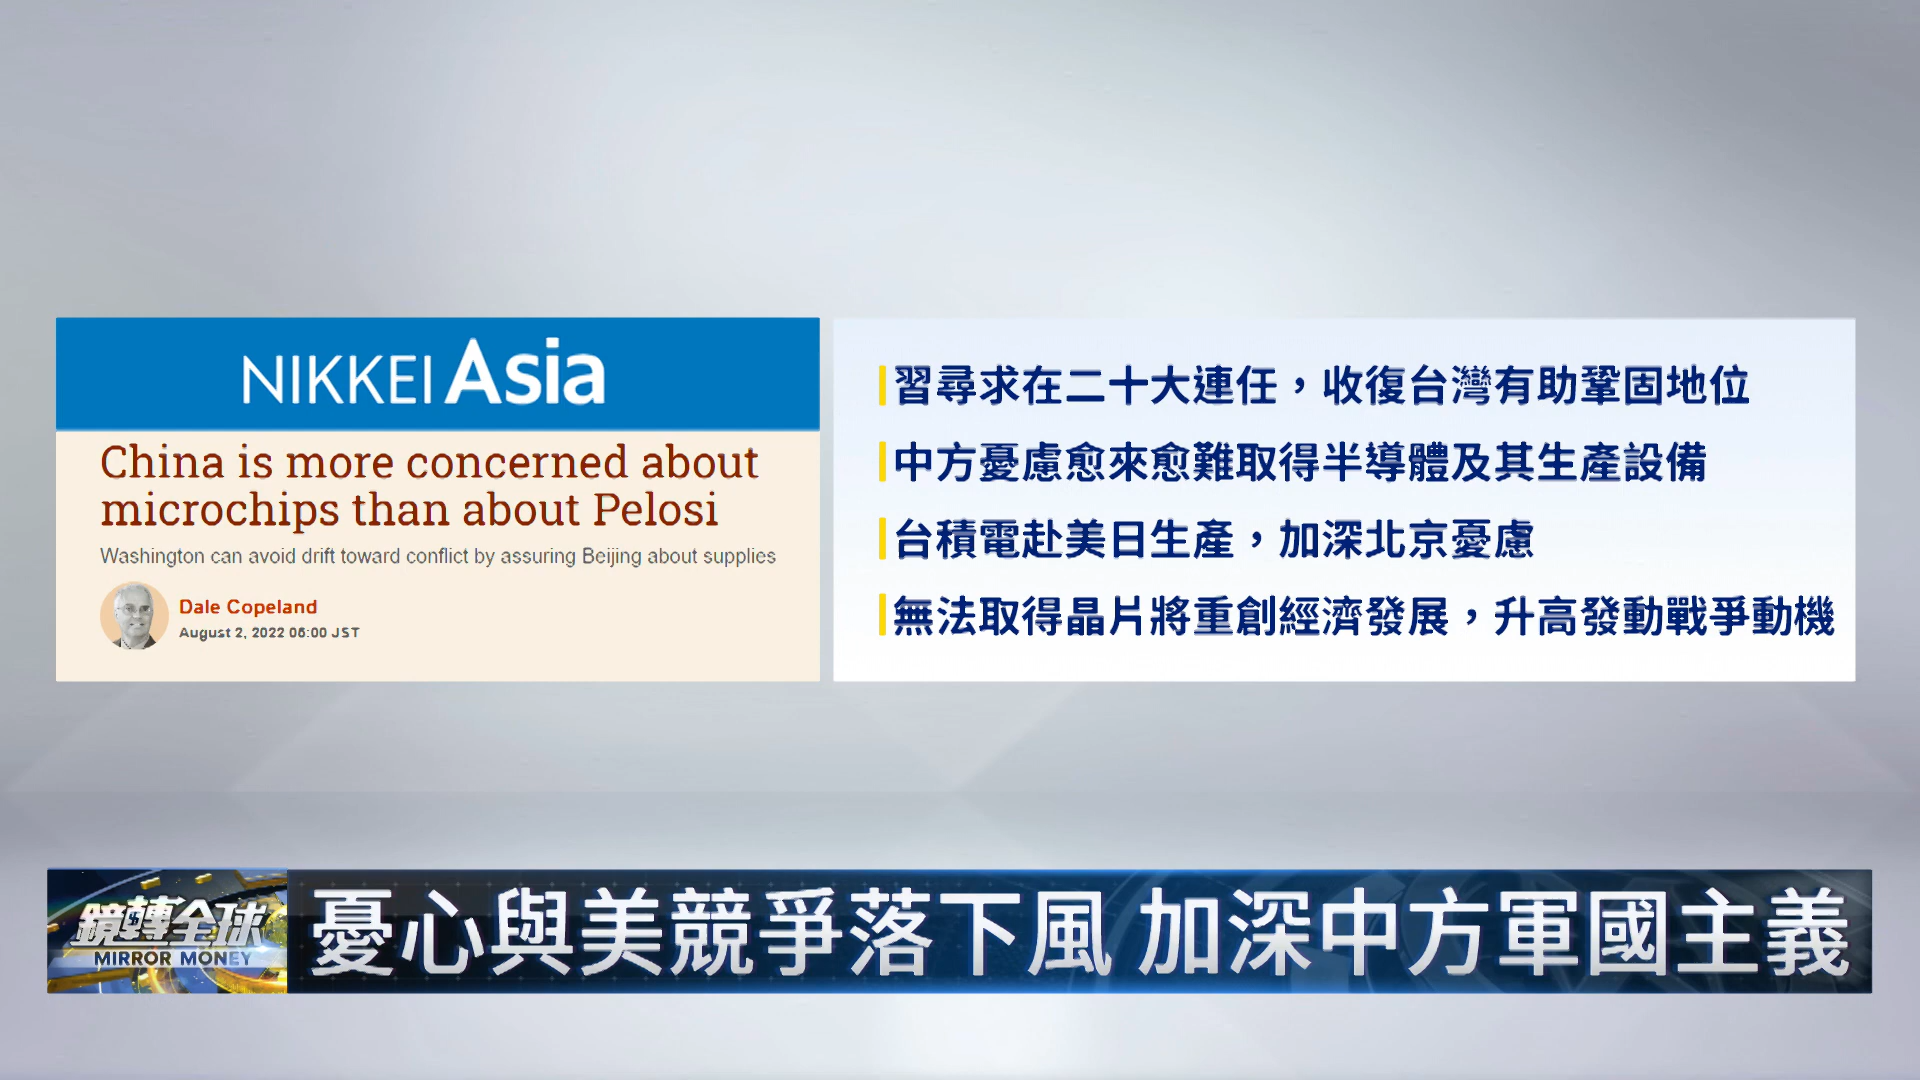 NIKKEI Asia
China is more concerned about
microchips than about Pelosi
Washington can avoid drift toward conflict by assuring Beijing about supplies
Dale Copeland
August 2, 2022 06:00 JST
習尋求在二十大連任，收復台灣有助鞏固地位
中方憂慮愈來愈難取得半導體及其生產設備
台積電赴美日生產，加深北京憂慮
無法取得晶片將重創經濟發展，升高發動戰爭動機
鏡轉全球
MIRROR MONEY
憂心與美競爭落下風 加深中方軍國主義